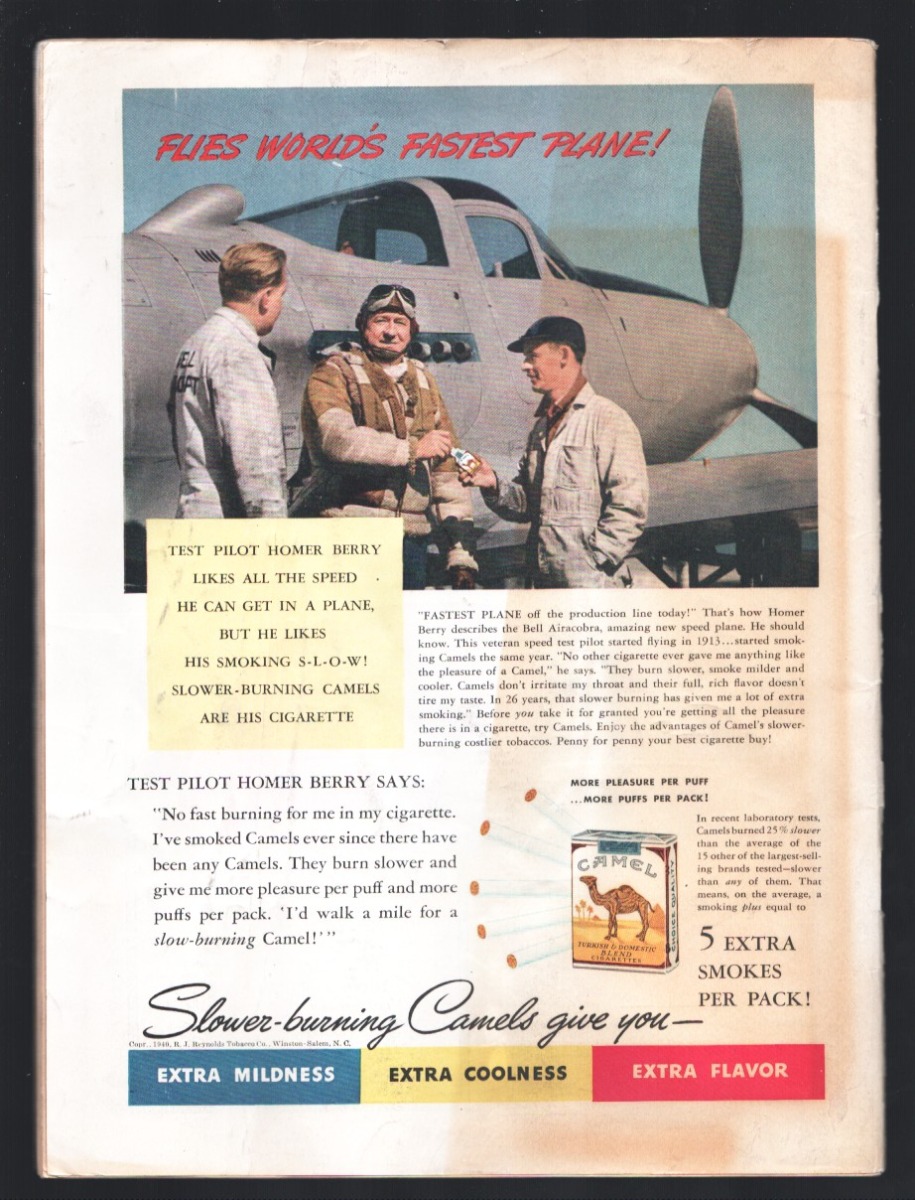 FLIES WORLD'S FASTEST PLANE!
TEST PILOT HOMER BERRY
LIKES ALL THE SPEED
HE CAN GET IN A PLANE,
BUT HE LIKES
HIS SMOKING S-L-O-W!
SLOWER-BURNING CAMELS
ARE HIS CIGARETTE
"FASTEST PLANE off the production line today!" That's how Homer
Berry describes the Bell Airacobra, amazing new speed plane. He should
know. This veteran speed test pilot started flying in 1913...started smok-
ing Camels the same year. "No other cigarette ever gave me anything like
the pleasure of a Camel," he says. "They burn slower, smoke milder and
cooler. Camels don't irritate my throat and their full, rich flavor doesn't
tire my taste. In 26 years, that slower burning has given me a lot of extra
smoking." Before you take it for granted you're getting all the pleasure
there is in a cigarette, try Camels. Enjoy the advantages of Camel's slower-
burning costlier tobaccos. Penny for penny your best cigarette buy!
TEST PILOT HOMER BERRY SAYS:
"No fast burning for me in my cigarette.
I've smoked Camels ever since there have
been any Camels. They burn slower and
give me more pleasure per puff and more
puffs per pack. 'I'd walk a mile for a
slow-burning Camel!'"
MORE PLEASURE PER PUFF
...MORE PUFFS PER PACK!
CAMEL
TURKISH & DOMESTIC
BLEND
CIGARETTES
CHOICE QUALITY
In recent laboratory tests,
Camels burned 25% slower
than the average of the
15 other of the largest-sell-
ing brands tested—slower
than any of them. That
means, on the average, a
smoking plus equal to
5 EXTRA
SMOKES
PER PACK!
Slower-burning Camels give you—
Copr., 1940, R. J. Reynolds Tobacco Co., Winston-Salem, N. C.
EXTRA MILDNESS
EXTRA COOLNESS
EXTRA FLAVOR